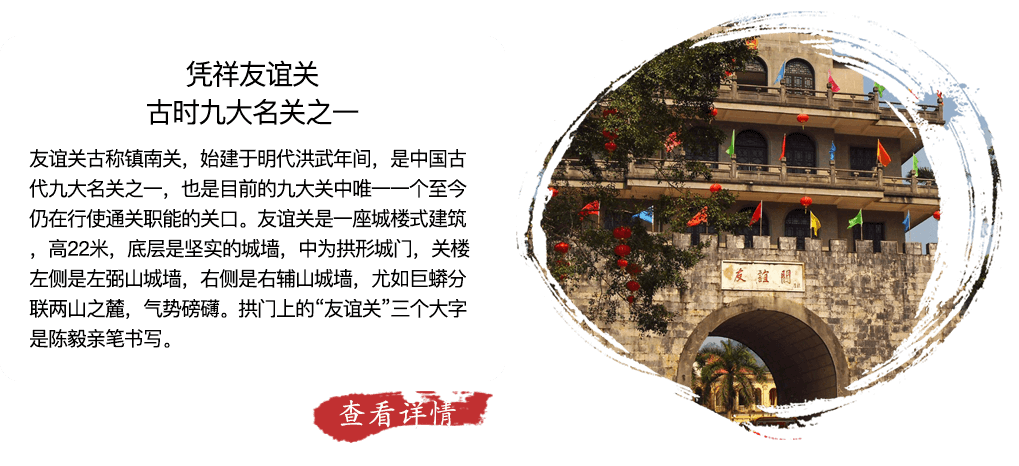 凭祥友谊关
古时九大名关之一
友谊关古称镇南关，始建于明代洪武年间，是中国古
代九大名关之一，也是目前的九大关中唯一一个至今
仍在行使通关职能的关口。友谊关是一座城楼式建筑
，高22米，底层是坚实的城墙，中为拱形城门，关楼
左侧是左弼山城墙，右侧是右辅山城墙，尤如巨蟒分
联两山之麓，气势磅礴。拱门上的“友谊关”三个大字
是陈毅亲笔书写。
友誼關
查看详情